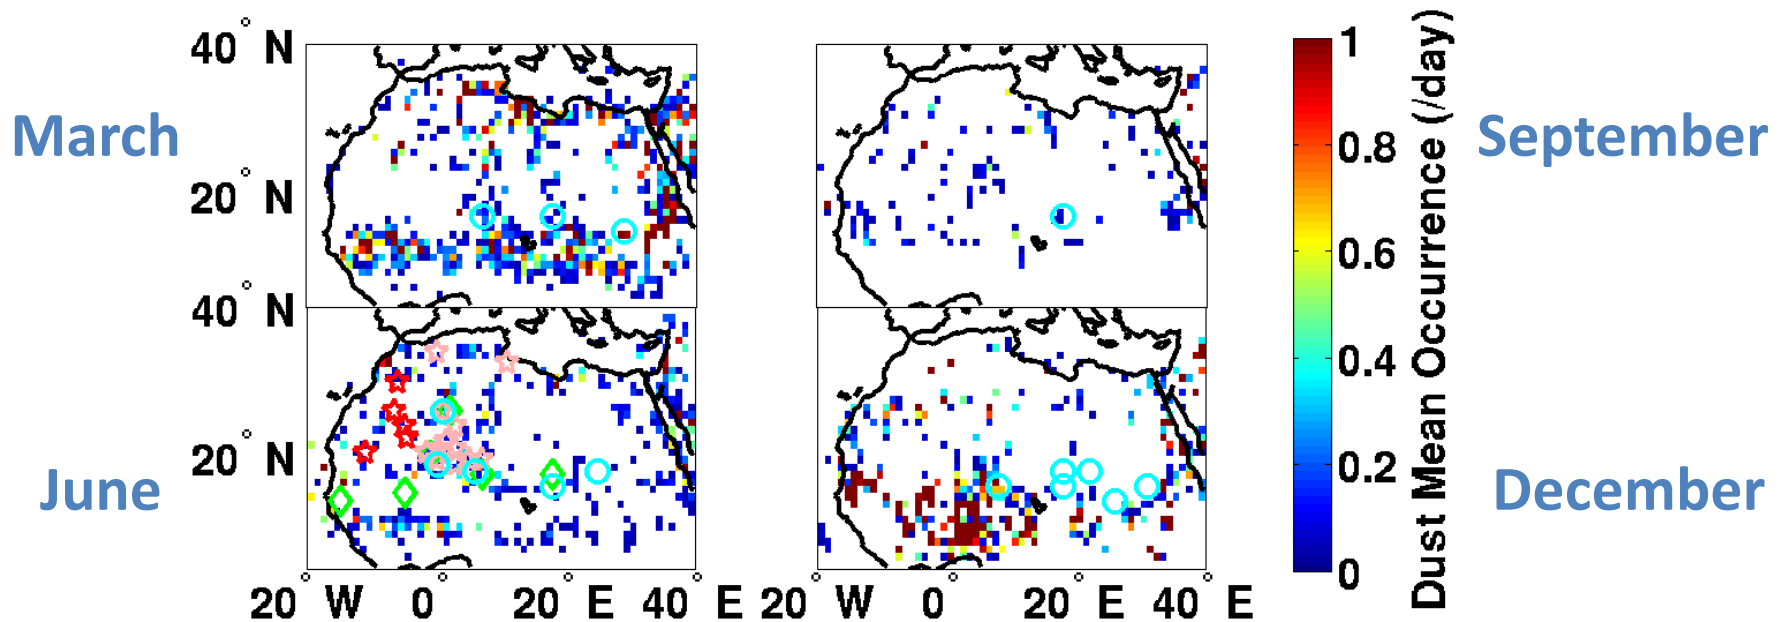 March
September
June
December
40° N
20° N
40° N
20° N
20° W
0°
20° E
40° E
20° W
0°
20° E
40° E
1
0.8
0.6
0.4
0.2
0
Dust Mean Occurrence (/day)